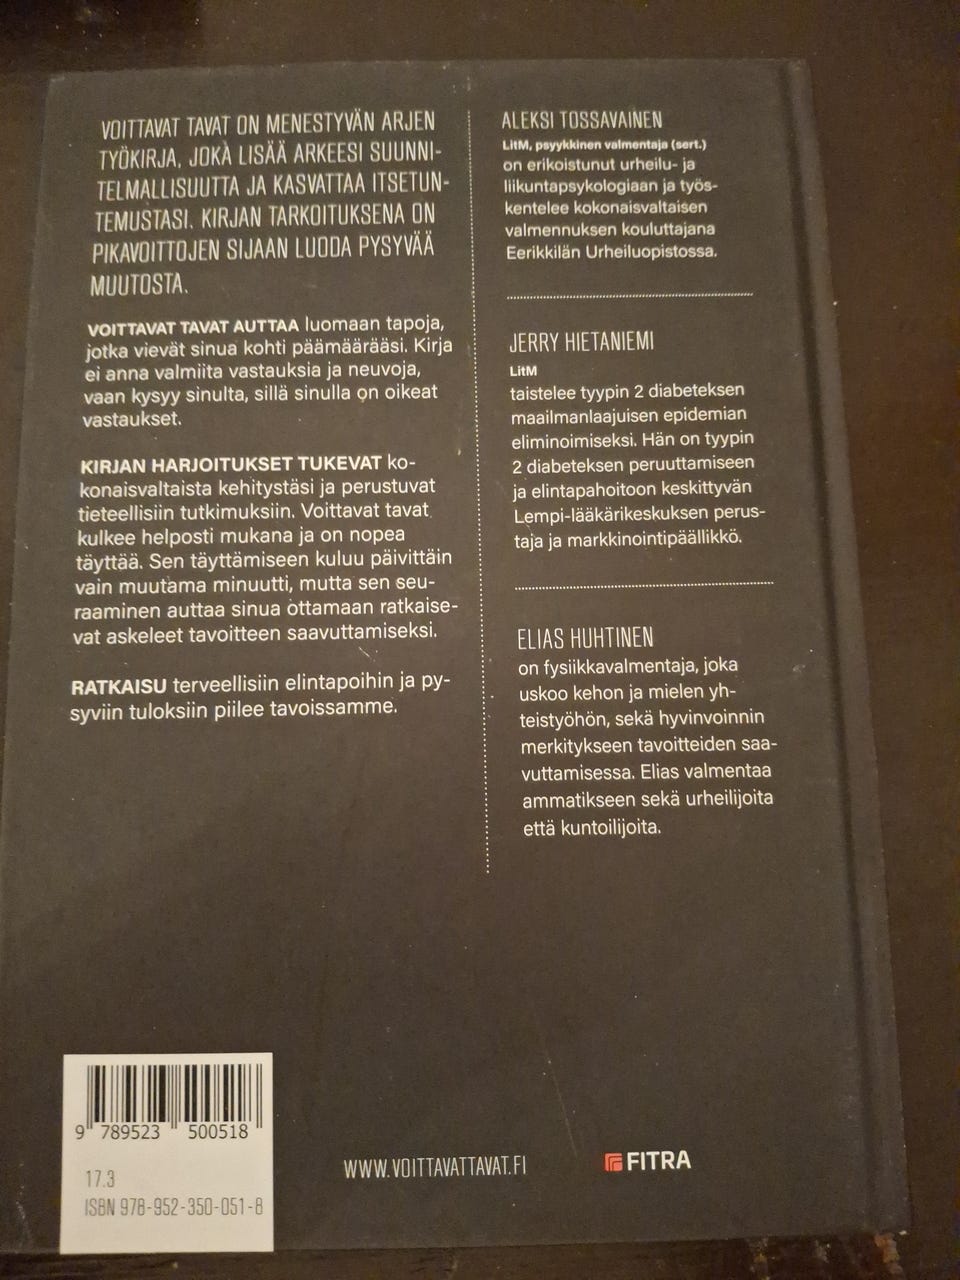 VOITTAVAT TAVAT ON MENESTYVÄN ARJEN
TYÖKIRJA, JOKA LISÄÄ ARKEESI SUUNNI-
TELMALLISUUTTA JA KASVATTAA ITSETUN-
TEMUSTASI. KIRJAN TARKOITUKSENA ON
PIKAVOITTOJEN SIJAAN LUODA PYSYVÄÄ
MUUTOSTA.
VOITTAVAT TAVAT AUTTAA luomaan tapoja,
jotka vievät sinua kohti päämäärääsi. Kirja
ei anna valmiita vastauksia ja neuvoja,
vaan kysyy sinulta, sillä sinulla on oikeat
vastaukset.
KIRJAN HARJOITUKSET TUKEVAT ko-
konaisvaltaista kehitystäsi ja perustuvat
tieteellisiin tutkimuksiin. Voittavat tavat
kulkee helposti mukana ja on nopea
täyttää. Sen täyttämiseen kuluu päivittäin
vain muutama minuutti, mutta sen seu-
raaminen auttaa sinua ottamaan ratkaise-
vat askeleet tavoitteen saavuttamiseksi.
RATKAISU terveellisiin elintapoihin ja py-
syviin tuloksiin piilee tavoissamme.
ALEKSI TOSSAVAINEN
LitM, psyykkinen valmentaja (sert.)
on erikoistunut urheilu- ja
liikuntapsykologiaan ja työs-
kentelee kokonaisvaltaisen
valmennuksen kouluttajana
Eerikkilän Urheiluopistossa.
JERRY HIETANIEMI
LitM
taistelee tyypin 2 diabeteksen
maailmanlaajuisen epidemian
eliminoimiseksi. Hän on tyypin
2 diabeteksen peruuttamiseen
ja elintapahoitoon keskittyvän
Lempi-lääkärikeskuksen perus-
taja ja markkinointipäällikkö.
ELIAS HUHTINEN
on fysiikkavalmentaja, joka
uskoo kehon ja mielen yh-
teistyöhön, sekä hyvinvoinnin
merkitykseen tavoitteiden saa-
vuttamisessa. Elias valmentaa
ammatikseen sekä urheilijoita
että kuntoilijoita.
9 789523 500518
17.3
ISBN 978-952-350-051-8
WWW.VOITTAVATTAVAT.FI
FITRA